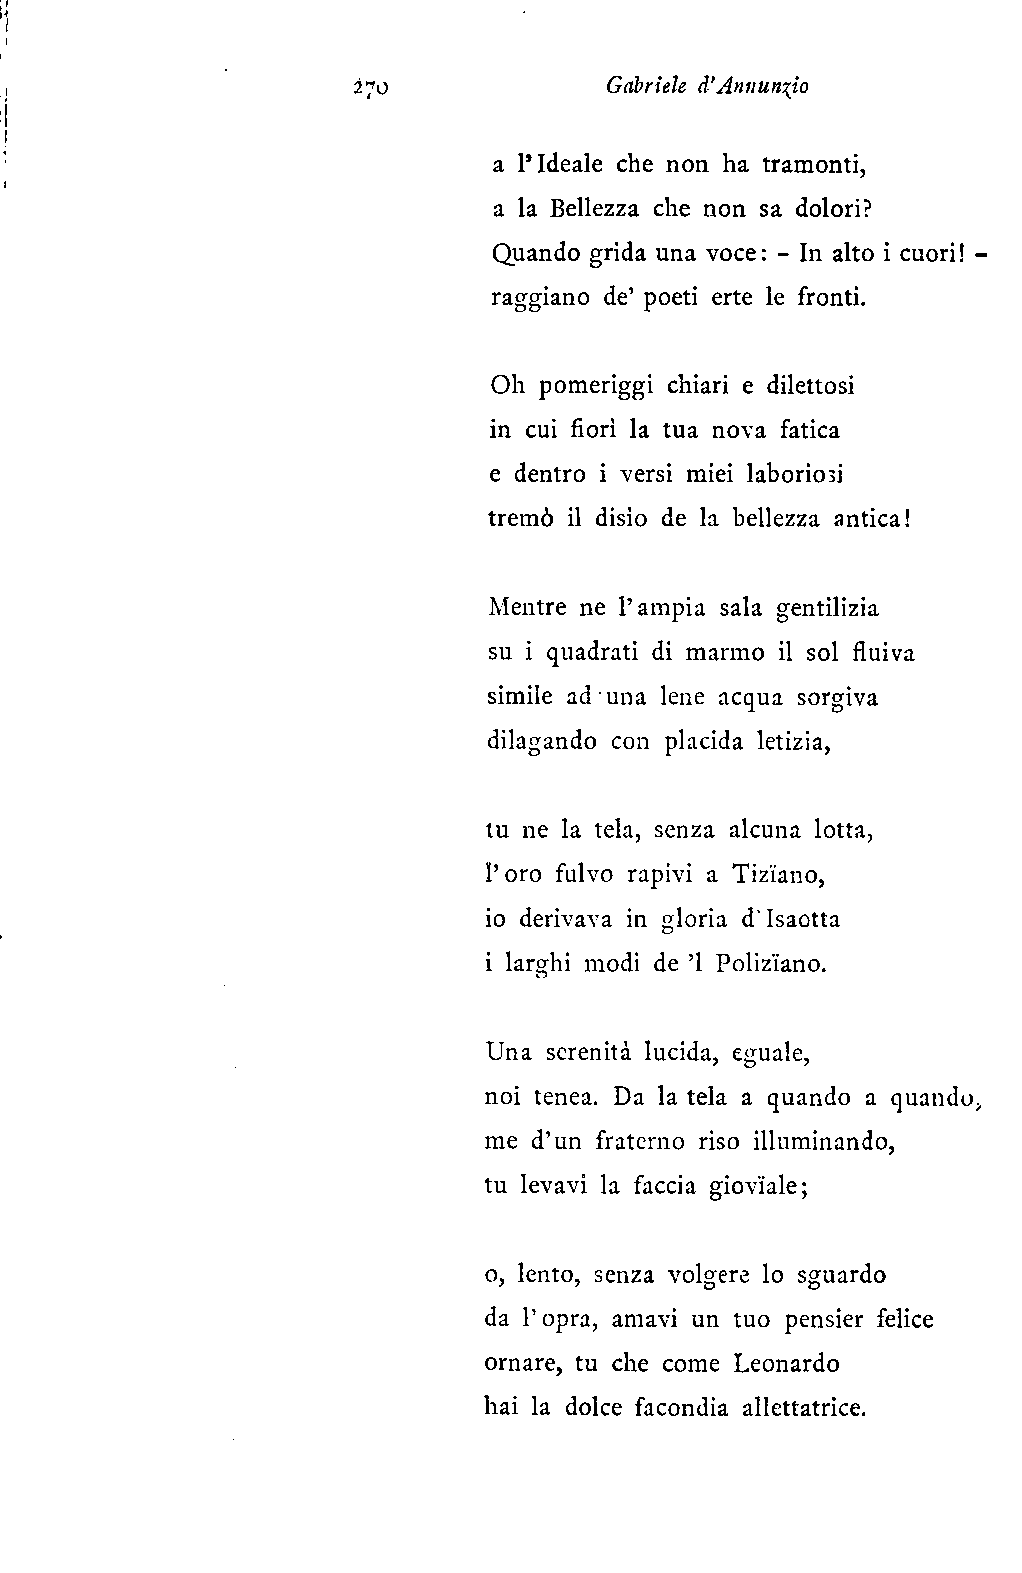 270 Gabriele d'Annunzio
a l'Ideale che non ha tramonti,
a la Bellezza che non sa dolori?
Quando grida una voce: – In alto i cuori! –
raggiano de' poeti erte le fronti.
Oh pomeriggi chiari e dilettosi
in cui fiorì la tua nova fatica
e dentro i versi miei laboriosi
tremò il disìo de la bellezza antica!
Mentre ne l'ampia sala gentilizia
su i quadrati di marmo il sol fluiva
simile ad una lene acqua sorgiva
dilagando con placida letizia,
tu ne la tela, senza alcuna lotta,
l'oro fulvo rapivi a Tizïano,
io derivava in gloria d'Isaotta
i larghi modi de 'l Polizïano.
Una serenità lucida, eguale,
noi tenea. Da la tela a quando a quando,
me d'un fraterno riso illuminando,
tu levavi la faccia giovïale;
o, lento, senza volgere lo sguardo
da l'opra, amavi un tuo pensier felice
ornare, tu che come Leonardo
hai la dolce facondia allettatrice.